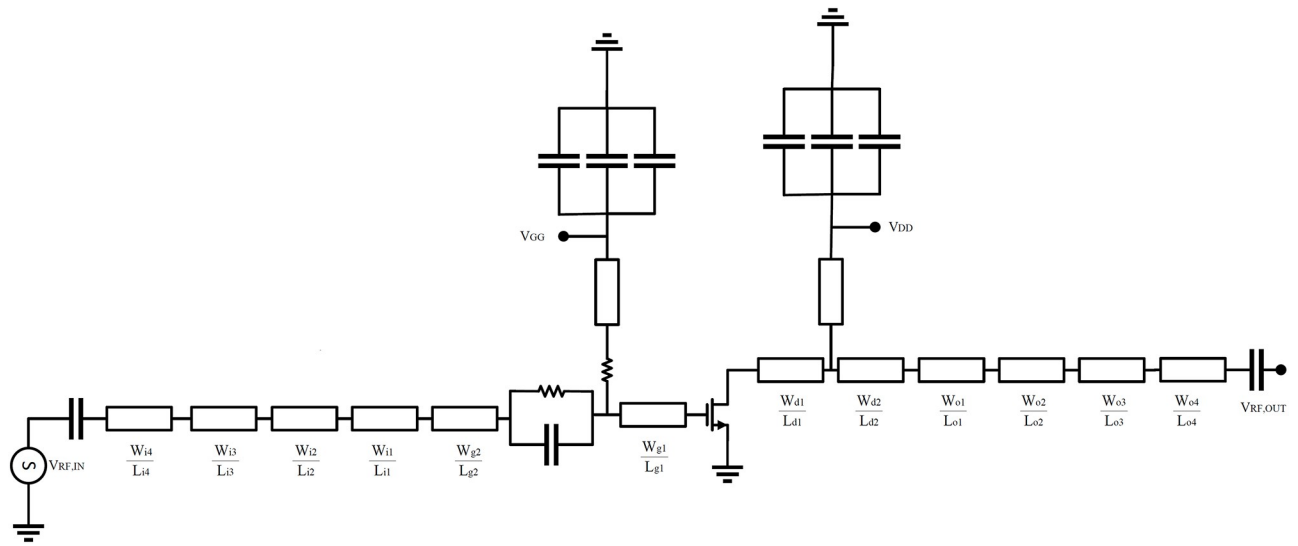 VGG
VDD
VRF,IN
Wi4
Li4
Wi3
Li3
Wi2
Li2
Wi1
Li1
Wg2
Lg2
Wg1
Lg1
Wd1
Ld1
Wd2
Ld2
Wo1
Lo1
Wo2
Lo2
Wo3
Lo3
Wo4
Lo4
VRF,OUT
S